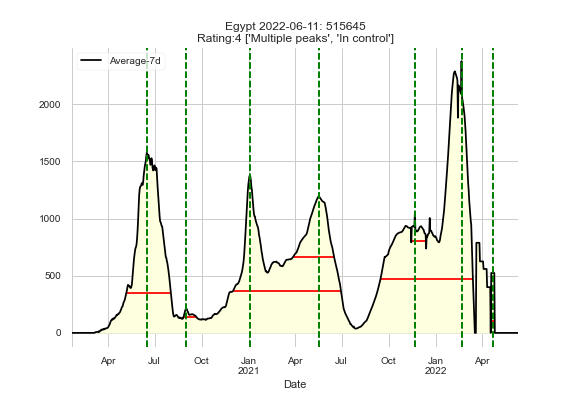 Egypt 2022-06-11: 515645
Rating:4 ['Multiple peaks', 'In control']
Average-7d
2000
1500
1000
500
0
Apr Jul Oct Jan Apr Jul Oct Jan Apr
2021 2022
Date